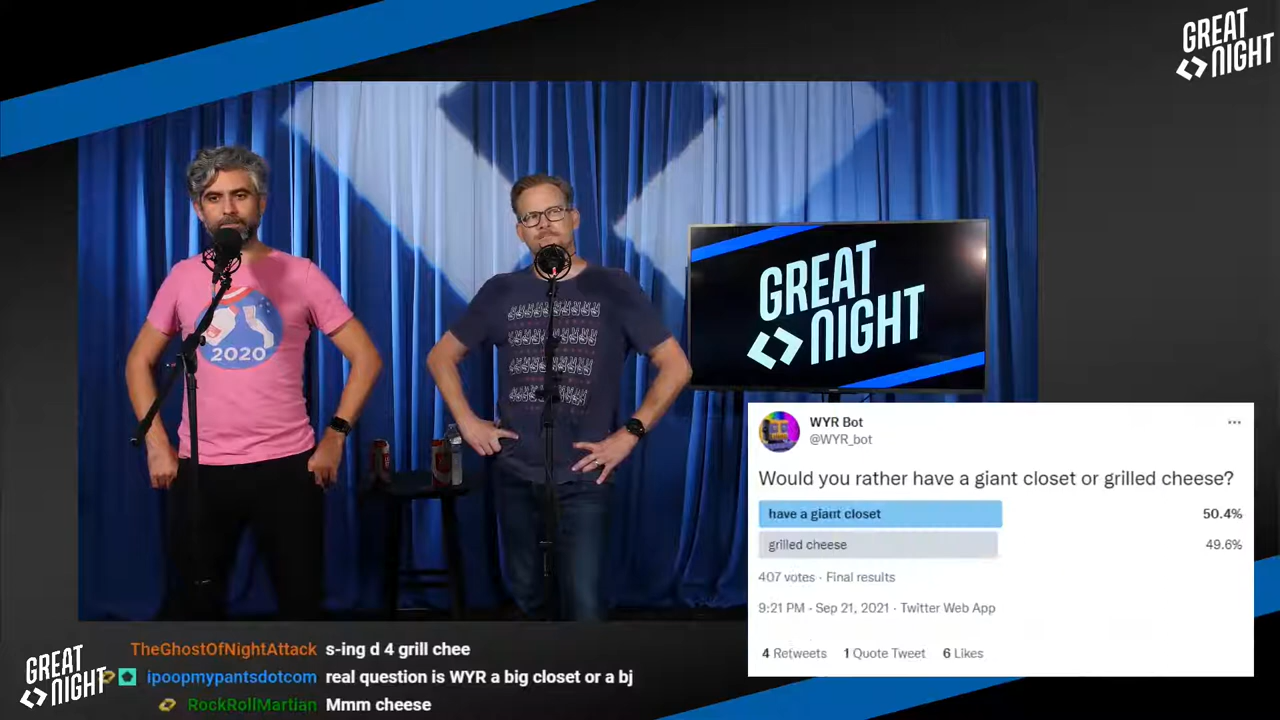 GREAT
NIGHT
GREAT
NIGHT
2020
WYR Bot
@WYR_bot
Would you rather have a giant closet or grilled cheese?
have a giant closet 50.4%
grilled cheese 49.6%
407 votes · Final results
9:21 PM · Sep 21, 2021 · Twitter Web App
4 Retweets 1 Quote Tweet 6 Likes
TheGhostOfNightAttack s-ing d 4 grill chee
ipoopmypantsdotcom real question is WYR a big closet or a bj
RockRollMartian Mmm cheese
GREAT
NIGHT